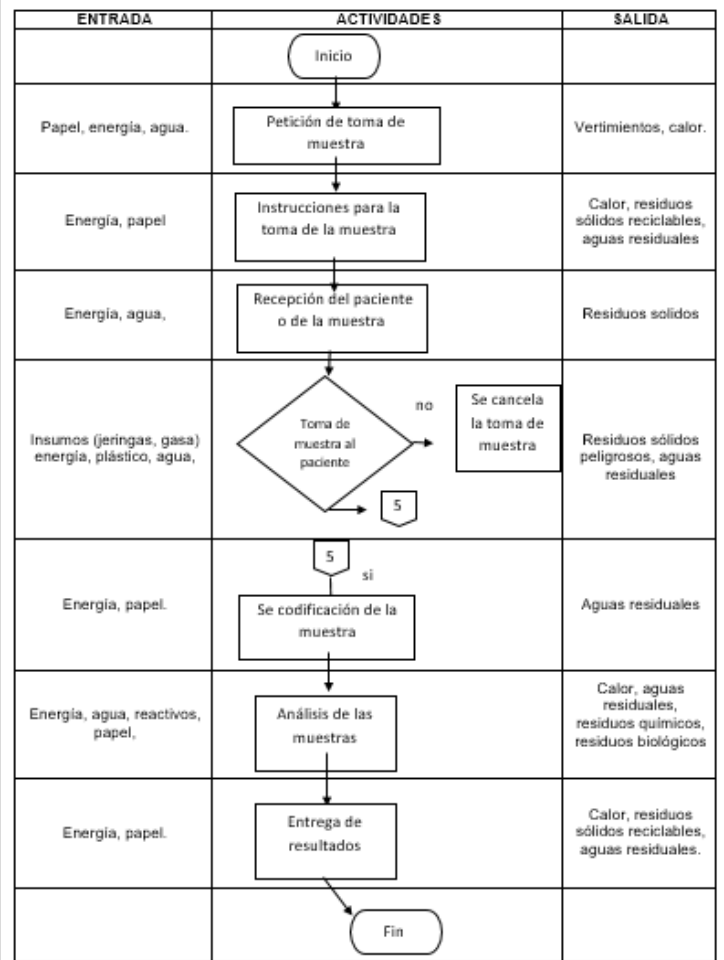 ENTRADA
ACTIVIDADES
SALIDA
Inicio
Papel, energía, agua.
Petición de toma de
muestra
Vertimientos, calor.
Energía, papel
Instrucciones para la
toma de la muestra
Calor, residuos
sólidos reciclables,
aguas residuales
Energía, agua,
Recepción del paciente
o de la muestra
Residuos solidos
Insumos (jeringas, gasa)
energía, plástico, agua,
Toma de
muestra al
paciente
no
Se cancela
la toma de
muestra
5
Residuos sólidos
peligrosos, aguas
residuales
Energía, papel.
5
si
Se codificación de la
muestra
Aguas residuales
Energía, agua, reactivos,
papel,
Análisis de las
muestras
Calor, aguas
residuales,
residuos químicos,
residuos biológicos
Energía, papel.
Entrega de
resultados
Calor, residuos
sólidos reciclables,
aguas residuales.
Fin